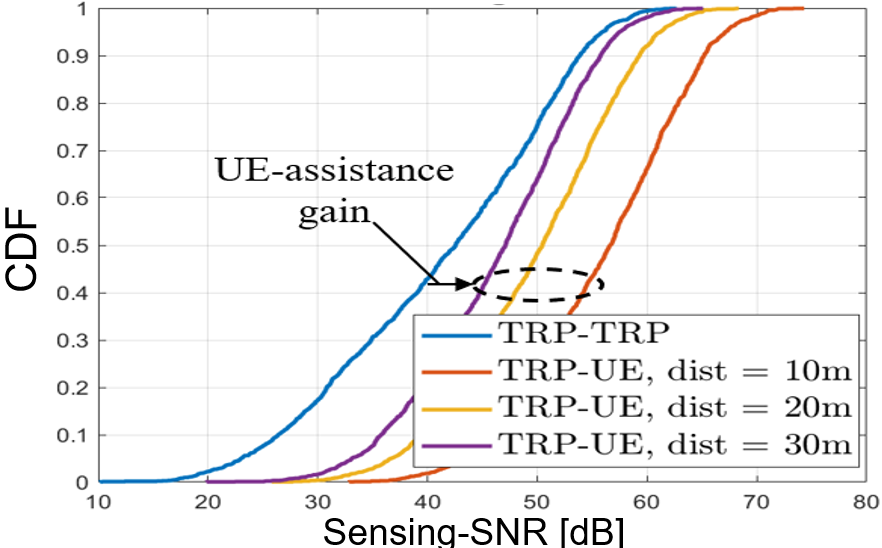 1
0.9
0.8
0.7
0.6
0.5
0.4
0.3
0.2
0.1
0
CDF
UE-assistance
gain
TRP-TRP
TRP-UE, dist = 10m
TRP-UE, dist = 20m
TRP-UE, dist = 30m
10 20 30 40 50 60 70 80
Sensing-SNR [dB]